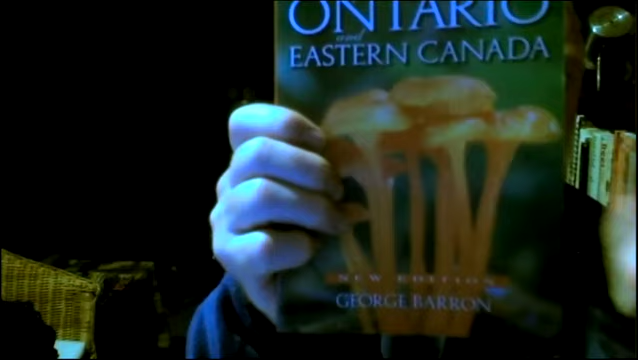 ONTARIO
and
EASTERN CANADA
NEW EDITION
GEORGE BARRON